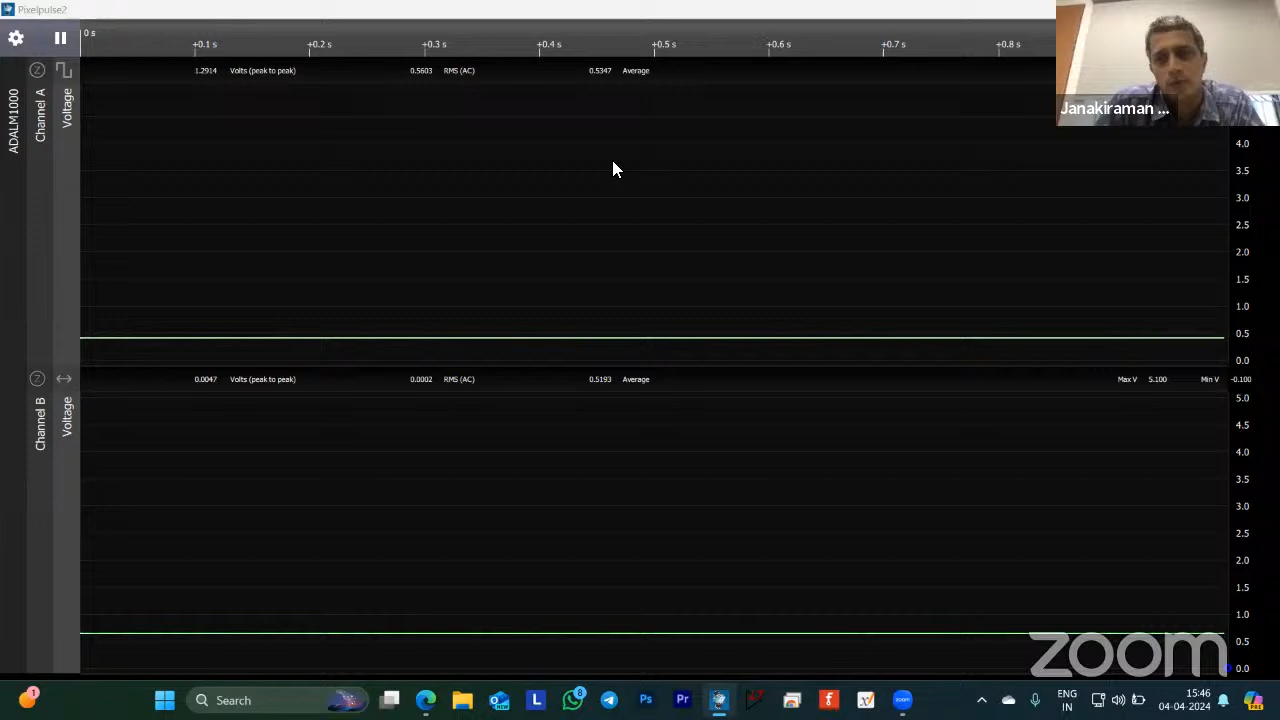 Pixelpulse2
0 s
+0.1 s +0.2 s +0.3 s +0.4 s +0.5 s +0.6 s +0.7 s +0.8 s
1.2914 Volts (peak to peak) 0.5603 RMS (AC) 0.5347 Average
ADALM1000
Channel A
Voltage
Janakiraman ...
4.0
3.5
3.0
2.5
2.0
1.5
1.0
0.5
0.0
0.0047 Volts (peak to peak) 0.0002 RMS (AC) 0.5193 Average Max V 5.100 Min V -0.100
Channel B
Voltage
5.0
4.5
4.0
3.5
3.0
2.5
2.0
1.5
1.0
0.5
0.0
zoom
1
Search
L
8
Ps
Pr
f
ENG
IN
15:46
04-04-2024
PRE